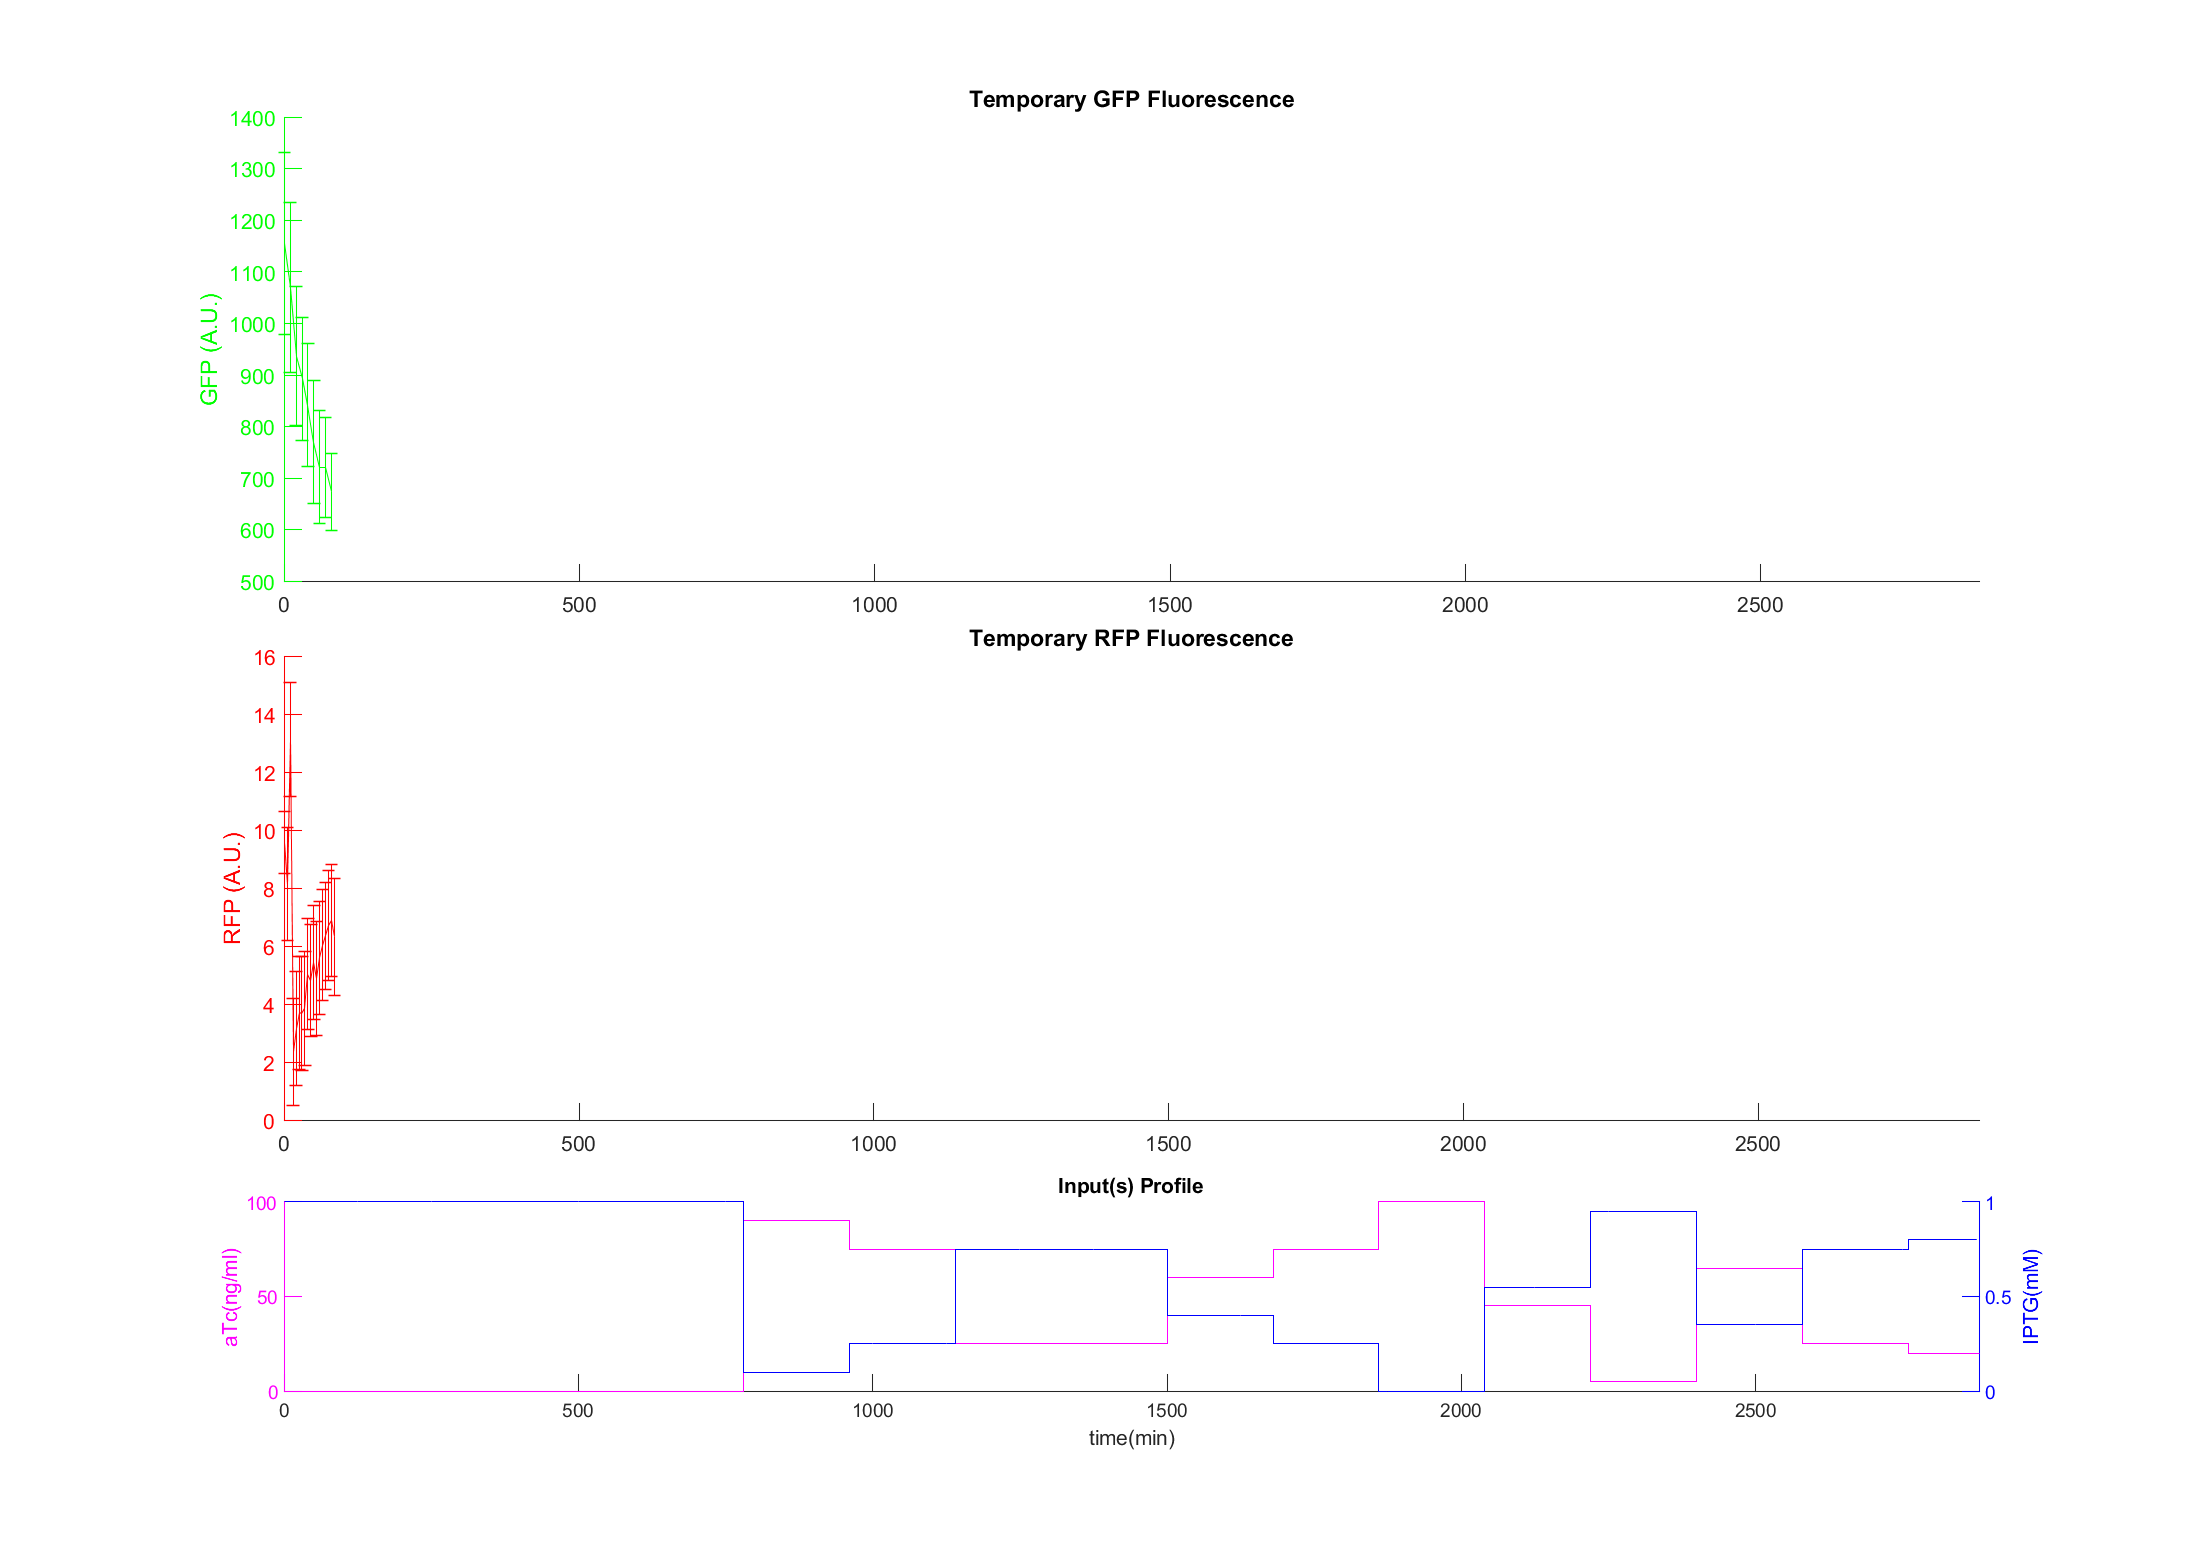 Temporary GFP Fluorescence
1400
1300
1200
1100
1000
900
800
700
600
500
GFP (A.U.)
0 500 1000 1500 2000 2500
Temporary RFP Fluorescence
16
14
12
10
8
6
4
2
0
RFP (A.U.)
0 500 1000 1500 2000 2500
Input(s) Profile
100
50
0
aTc(ng/ml)
1
0.5
0
IPTG(mM)
0 500 1000 1500 2000 2500
time(min)